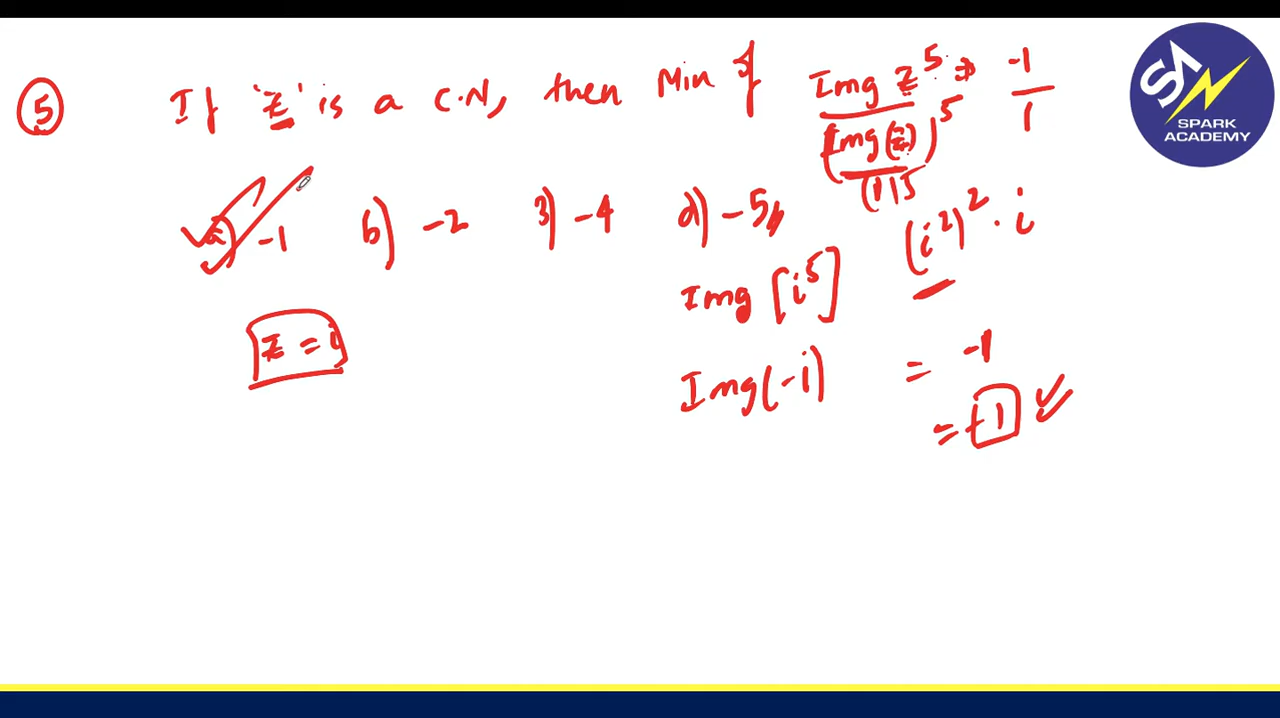 5 If 'z' is a C.N, then Min of Img z^5 / (Img(z))^5 ⇒ -1/1
(1)^5
a) -1 b) -2 3) -4 d) -5
Img [i^5] (i^2)^2 · i
z = i
Img(-i) = -1
= -1
SPARK
ACADEMY